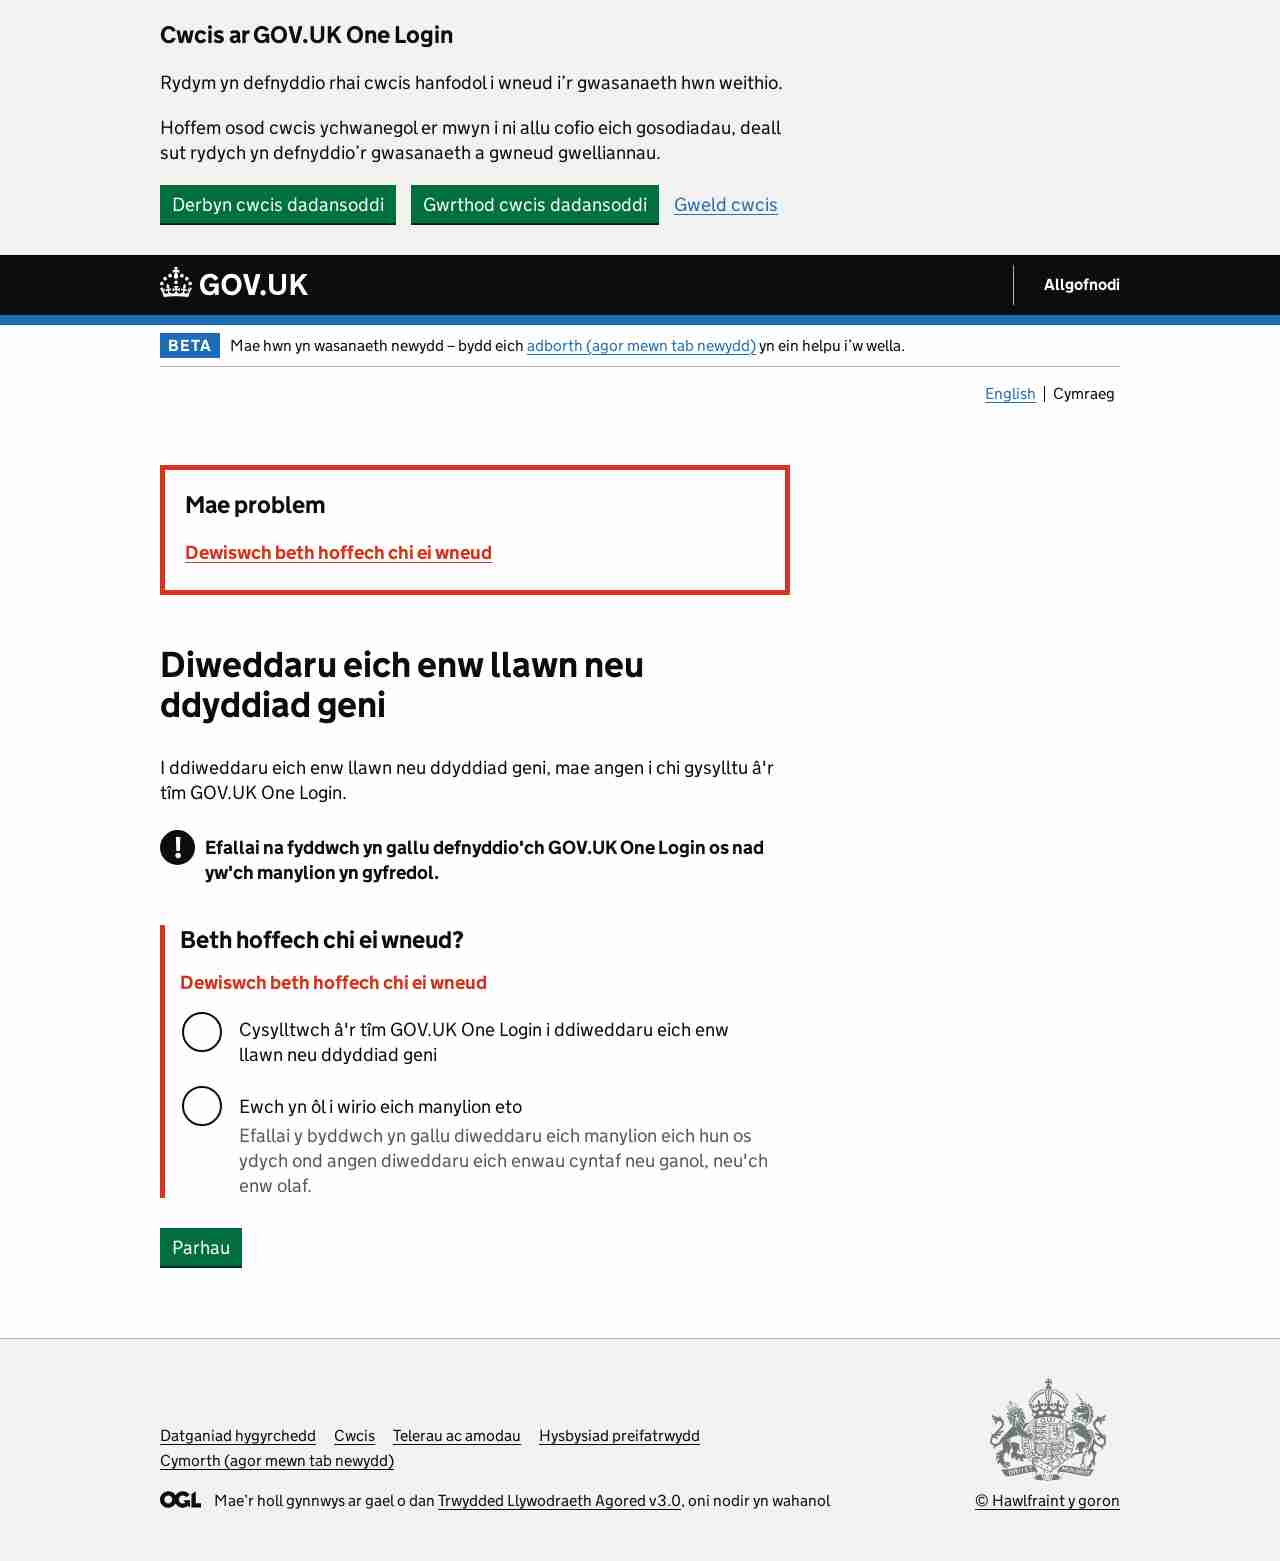 Cwcis ar GOV.UK One Login
Rydym yn defnyddio rhai cwcis hanfodol i wneud i’r gwasanaeth hwn weithio.
Hoffem osod cwcis ychwanegol er mwyn i ni allu cofio eich gosodiadau, deall
sut rydych yn defnyddio’r gwasanaeth a gwneud gwelliannau.
Derbyn cwcis dadansoddi Gwrthod cwcis dadansoddi Gweld cwcis
GOV.UK Allgofnodi
BETA Mae hwn yn wasanaeth newydd – bydd eich adborth (agor mewn tab newydd) yn ein helpu i’w wella.
English Cymraeg
Mae problem
Dewiswch beth hoffech chi ei wneud
Diweddaru eich enw llawn neu
ddyddiad geni
I ddiweddaru eich enw llawn neu ddyddiad geni, mae angen i chi gysylltu â'r
tîm GOV.UK One Login.
! Efallai na fyddwch yn gallu defnyddio'ch GOV.UK One Login os nad
yw'ch manylion yn gyfredol.
Beth hoffech chi ei wneud?
Dewiswch beth hoffech chi ei wneud
Cysylltwch â'r tîm GOV.UK One Login i ddiweddaru eich enw
llawn neu ddyddiad geni
Ewch yn ôl i wirio eich manylion eto
Efallai y byddwch yn gallu diweddaru eich manylion eich hun os
ydych ond angen diweddaru eich enwau cyntaf neu ganol, neu'ch
enw olaf.
Parhau
Datganiad hygyrchedd Cwcis Telerau ac amodau Hysbysiad preifatrwydd
Cymorth (agor mewn tab newydd)
OGL Mae’r holl gynnwys ar gael o dan Trwydded Llywodraeth Agored v3.0, oni nodir yn wahanol
© Hawlfraint y goron